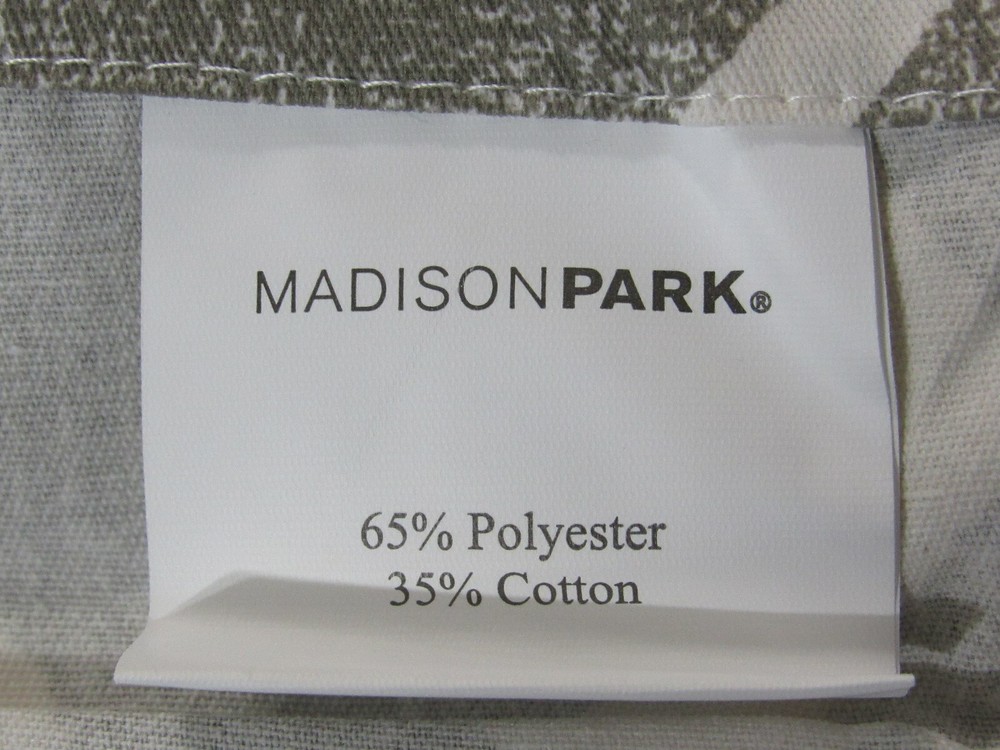 MADISONPARK®
65% Polyester
35% Cotton